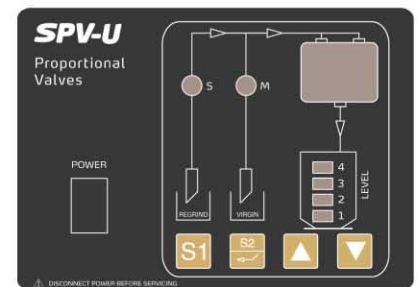 SPV-U
Proportional
Valves
S
M
POWER
4
3
2
1
LEVEL
REGRIND
VIRGIN
S1
S2
DISCONNECT POWER BEFORE SERVICING